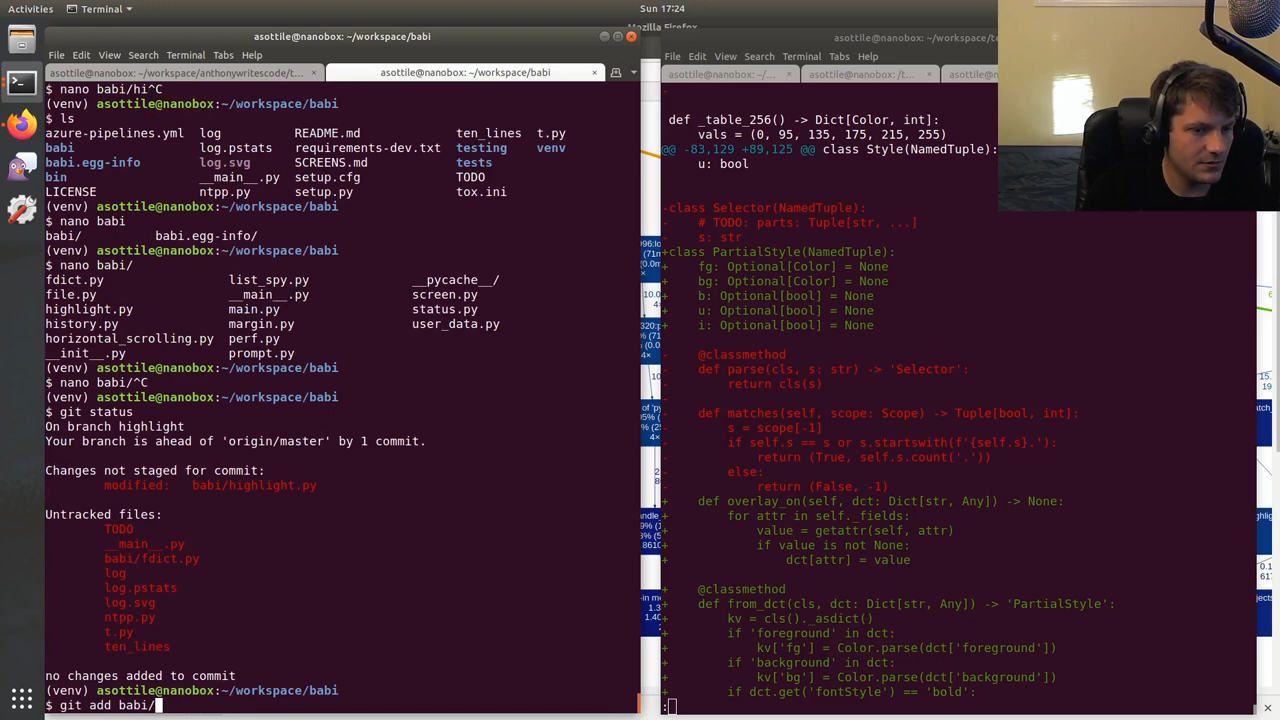 Activities
Terminal
Sun 17:24
asottile@nanobox: ~/workspace/babi
File Edit View Search Terminal Tabs Help
asottile@nanobox: ~/workspace/anthonywritescode/t… ×
asottile@nanobox: ~/workspace/babi ×
$ nano babi/hi^C
(venv) asottile@nanobox:~/workspace/babi
$ ls
azure-pipelines.yml log README.md ten_lines t.py
babi log.pstats requirements-dev.txt testing venv
babi.egg-info log.svg SCREENS.md tests
bin __main__.py setup.cfg TODO
LICENSE ntpp.py setup.py tox.ini
(venv) asottile@nanobox:~/workspace/babi
$ nano babi
babi/ babi.egg-info/
(venv) asottile@nanobox:~/workspace/babi
$ nano babi/
fdict.py list_spy.py __pycache__/
file.py __main__.py screen.py
highlight.py main.py status.py
history.py margin.py user_data.py
horizontal_scrolling.py perf.py
__init__.py prompt.py
(venv) asottile@nanobox:~/workspace/babi
$ nano babi/^C
(venv) asottile@nanobox:~/workspace/babi
$ git status
On branch highlight
Your branch is ahead of 'origin/master' by 1 commit.
Changes not staged for commit:
modified: babi/highlight.py
Untracked files:
TODO
__main__.py
babi/fdict.py
log
log.pstats
log.svg
ntpp.py
t.py
ten_lines
no changes added to commit
(venv) asottile@nanobox:~/workspace/babi
$ git add babi/
asottile@nanobox: ~/workspace/t
File Edit View Search Terminal Tabs Help
asottile@nanobox: ~/… ×
asottile@nanobox: /t… ×
-
def _table_256() -> Dict[Color, int]:
vals = (0, 95, 135, 175, 215, 255)
@@ -83,129 +89,125 @@ class Style(NamedTuple):
u: bool
-class Selector(NamedTuple):
- # TODO: parts: Tuple[str, ...]
- s: str
+class PartialStyle(NamedTuple):
+ fg: Optional[Color] = None
+ bg: Optional[Color] = None
+ b: Optional[bool] = None
+ u: Optional[bool] = None
+ i: Optional[bool] = None
- @classmethod
- def parse(cls, s: str) -> 'Selector':
- return cls(s)
-
- def matches(self, scope: Scope) -> Tuple[bool, int]:
- s = scope[-1]
- if self.s == s or s.startswith(f'{self.s}.'):
- return (True, self.s.count('.'))
- else:
- return (False, -1)
+ def overlay_on(self, dct: Dict[str, Any]) -> None:
+ for attr in self._fields:
+ value = getattr(self, attr)
+ if value is not None:
+ dct[attr] = value
+ @classmethod
+ def from_dct(cls, dct: Dict[str, Any]) -> 'PartialStyle':
+ kv = cls()._asdict()
+ if 'foreground' in dct:
+ kv['fg'] = Color.parse(dct['foreground'])
+ if 'background' in dct:
+ kv['bg'] = Color.parse(dct['background'])
+ if dct.get('fontStyle') == 'bold':
: